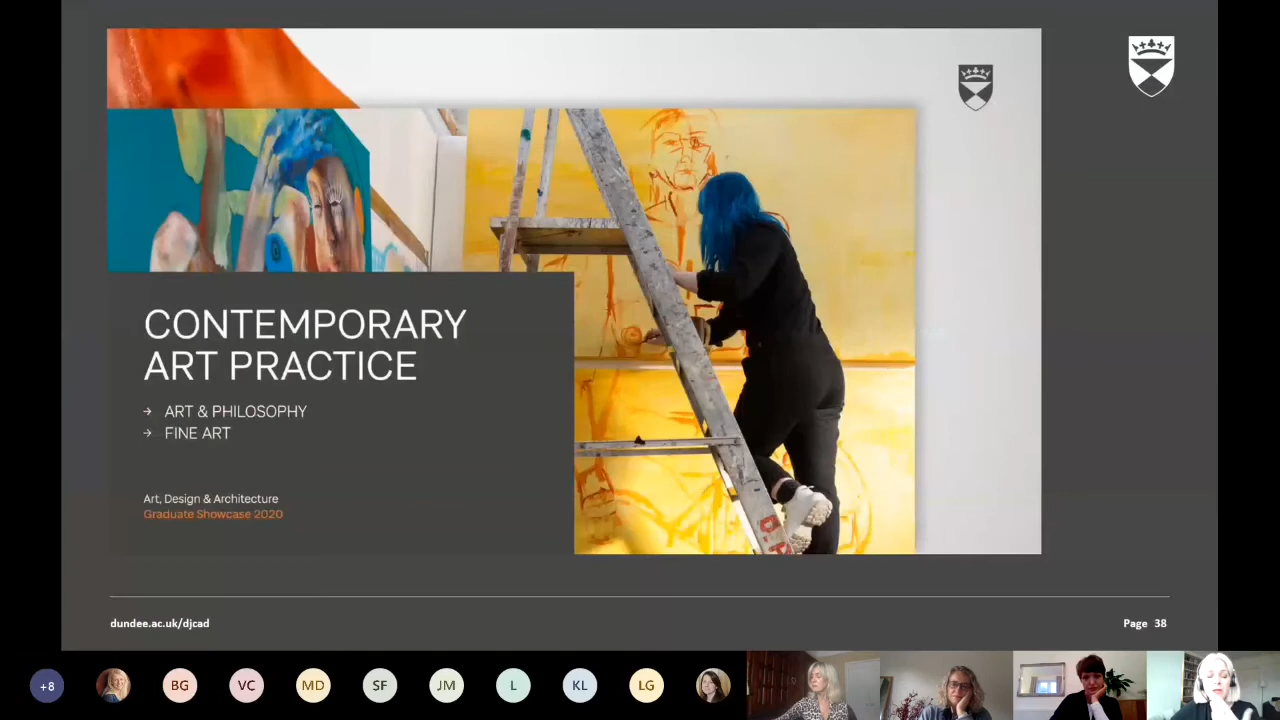 CONTEMPORARY
ART PRACTICE
→ ART & PHILOSOPHY
→ FINE ART
Art, Design & Architecture
Graduate Showcase 2020
D.P
dundee.ac.uk/djcad
Page 38
+8
BG
VC
MD
SF
JM
L
KL
LG